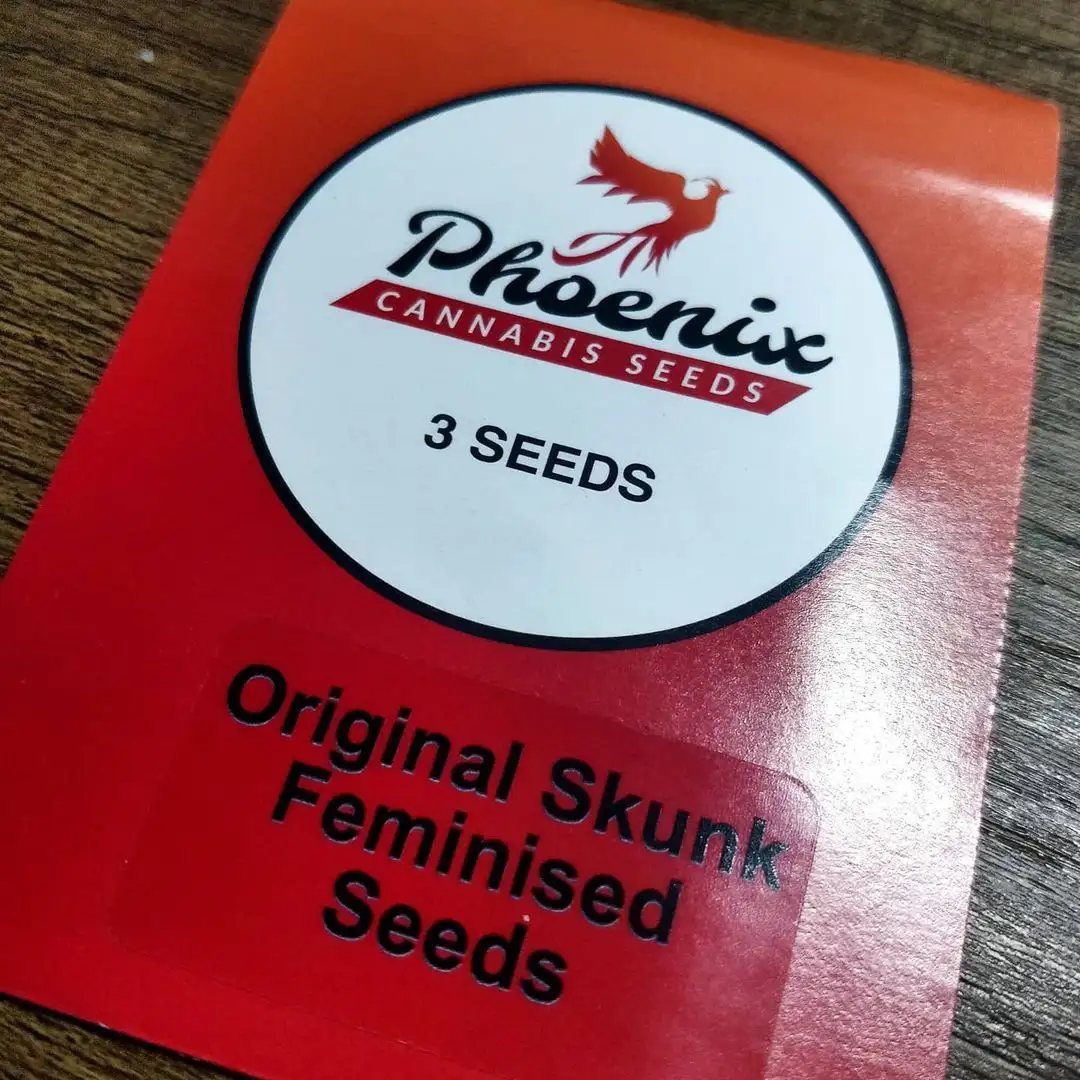 Phoenix
CANNABIS SEEDS
3 SEEDS
Original Skunk
Feminised
Seeds